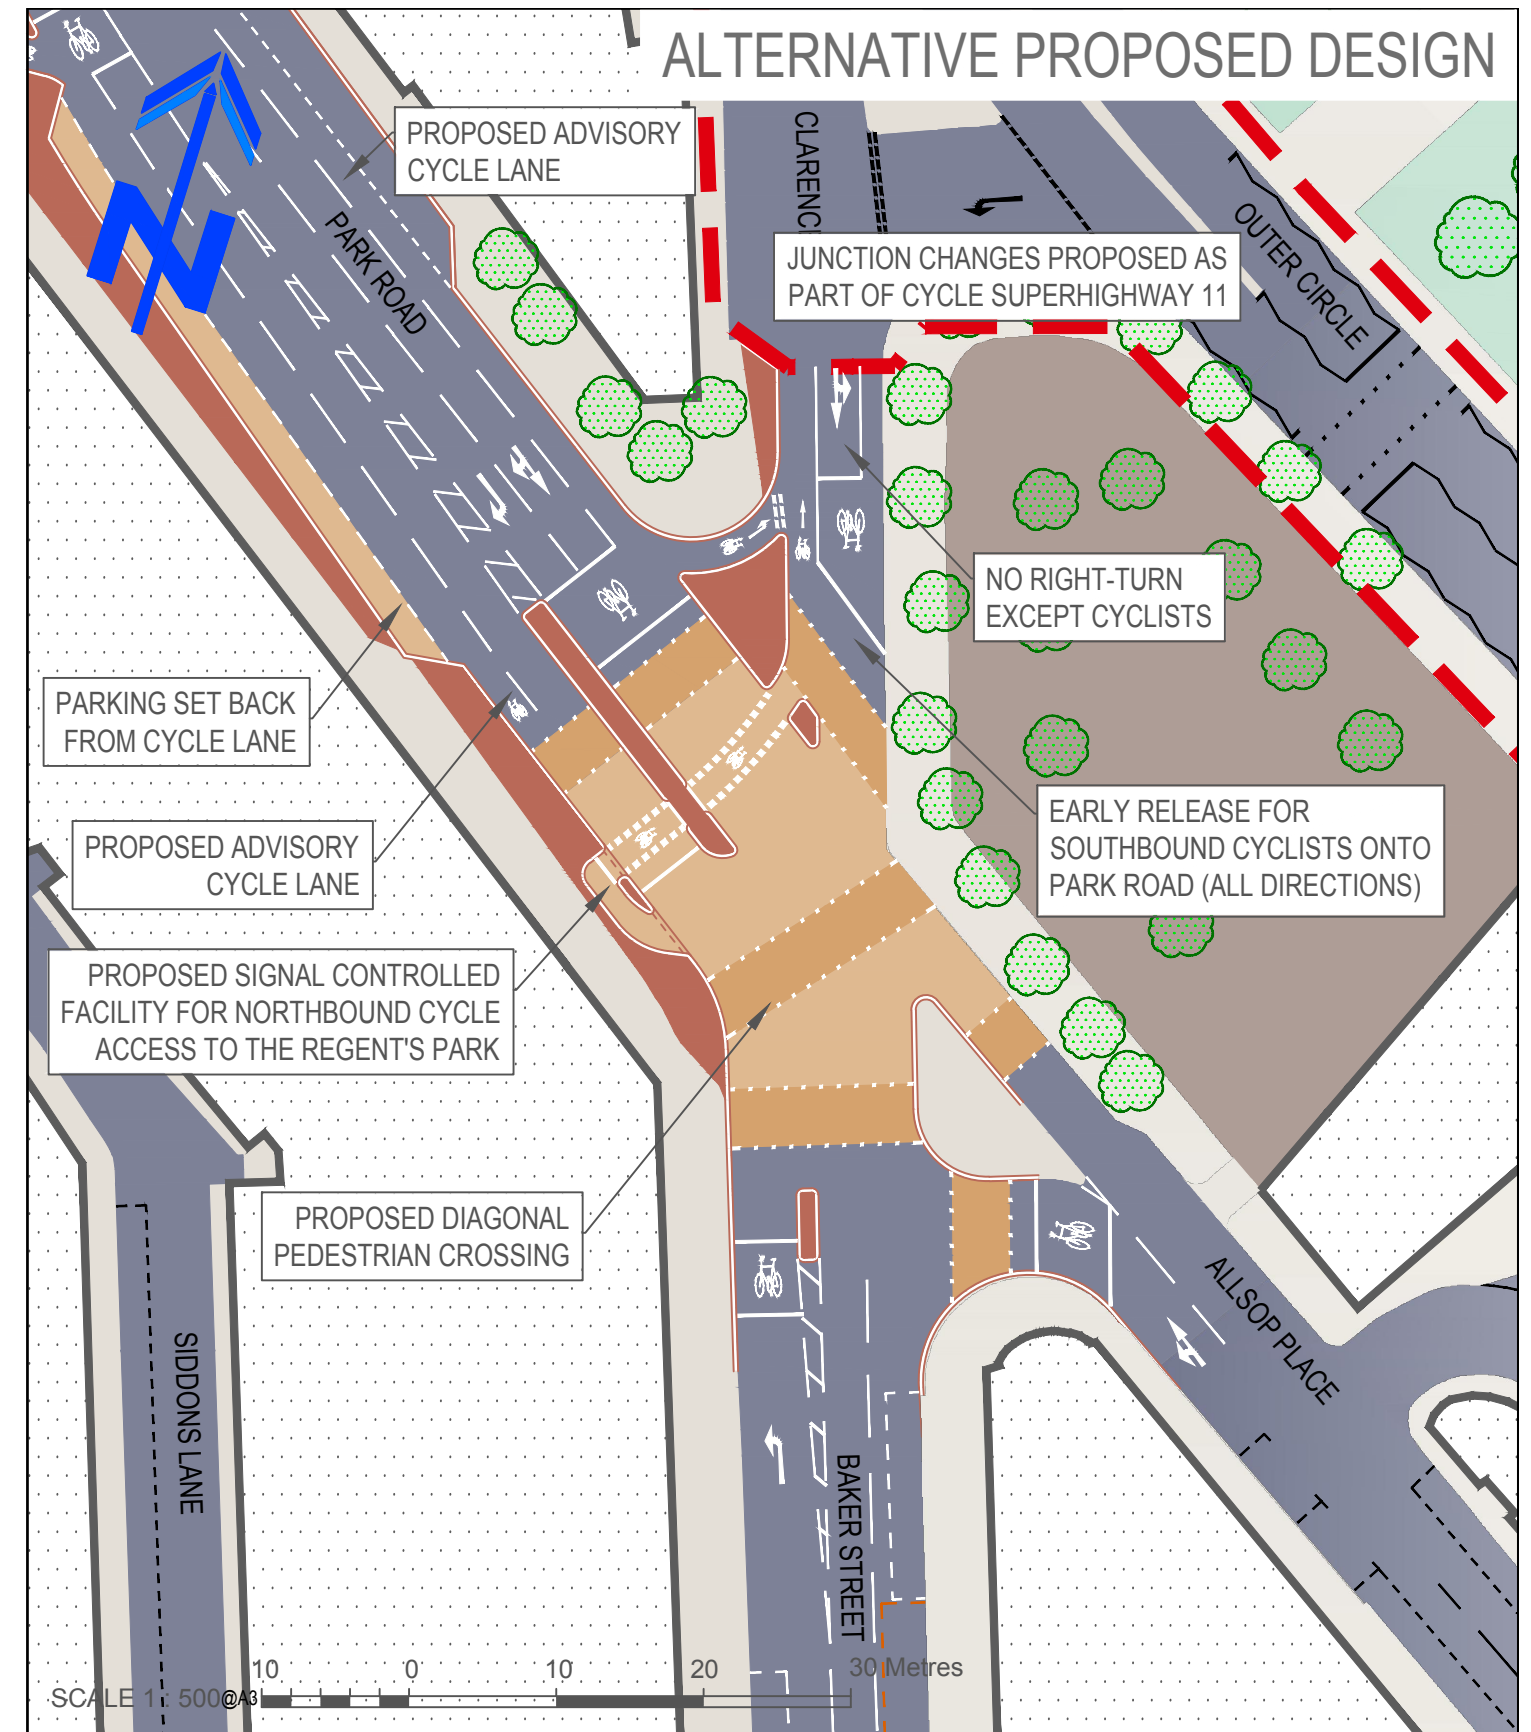 ALTERNATIVE PROPOSED DESIGN
PROPOSED ADVISORY
CYCLE LANE
PARK ROAD
JUNCTION CHANGES PROPOSED AS
PART OF CYCLE SUPERHIGHWAY 11
OUTER CIRCLE
NO RIGHT-TURN
EXCEPT CYCLISTS
PARKING SET BACK
FROM CYCLE LANE
EARLY RELEASE FOR
SOUTHBOUND CYCLISTS ONTO
PARK ROAD (ALL DIRECTIONS)
PROPOSED ADVISORY
CYCLE LANE
PROPOSED SIGNAL CONTROLLED
FACILITY FOR NORTHBOUND CYCLE
ACCESS TO THE REGENT'S PARK
PROPOSED DIAGONAL
PEDESTRIAN CROSSING
ALLSOP PLACE
SIDDONS LANE
BAKER STREET
10 0 10 20 30 Metres
SCALE 1 : 500@A3
N